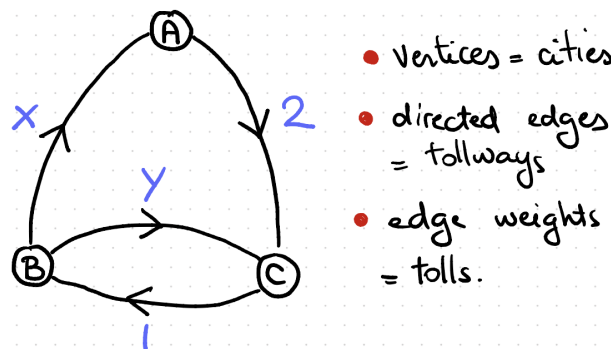 A
x
2
y
B
C
1
• vertices = cities
• directed edges
= tollways
• edge weights
= tolls.